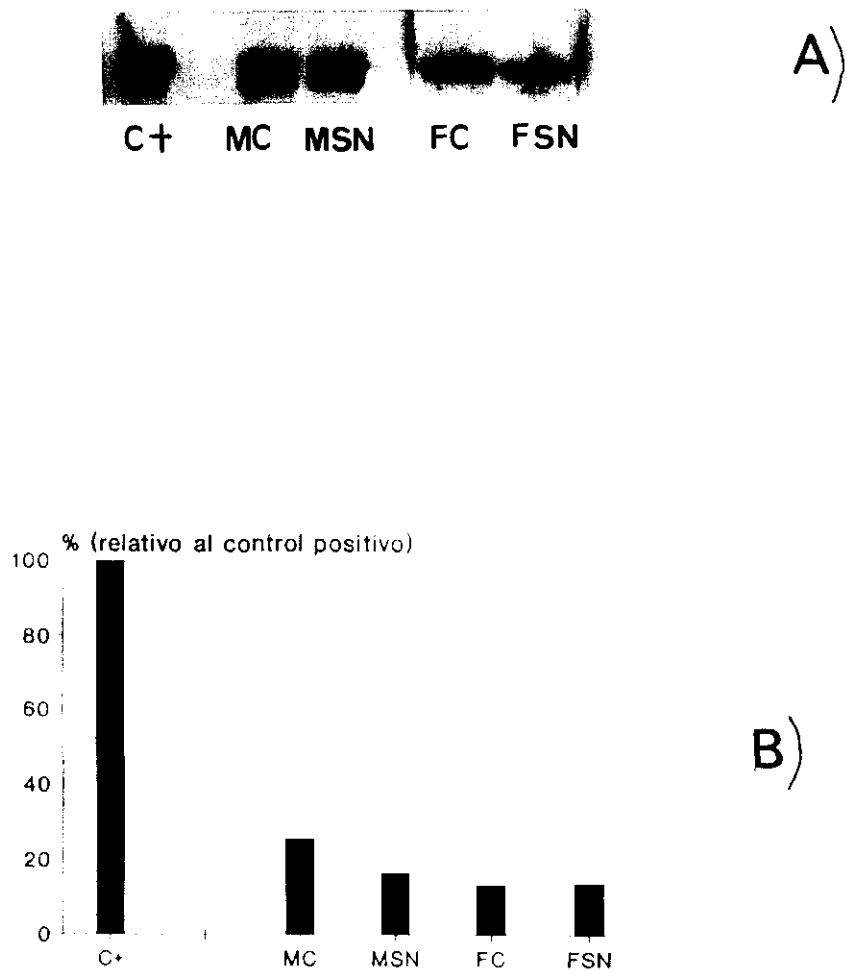 A)
C+ MC MSN FC FSN
% (relativo al control positivo)
100
80
60
40
20
0
B)
C+ MC MSN FC FSN